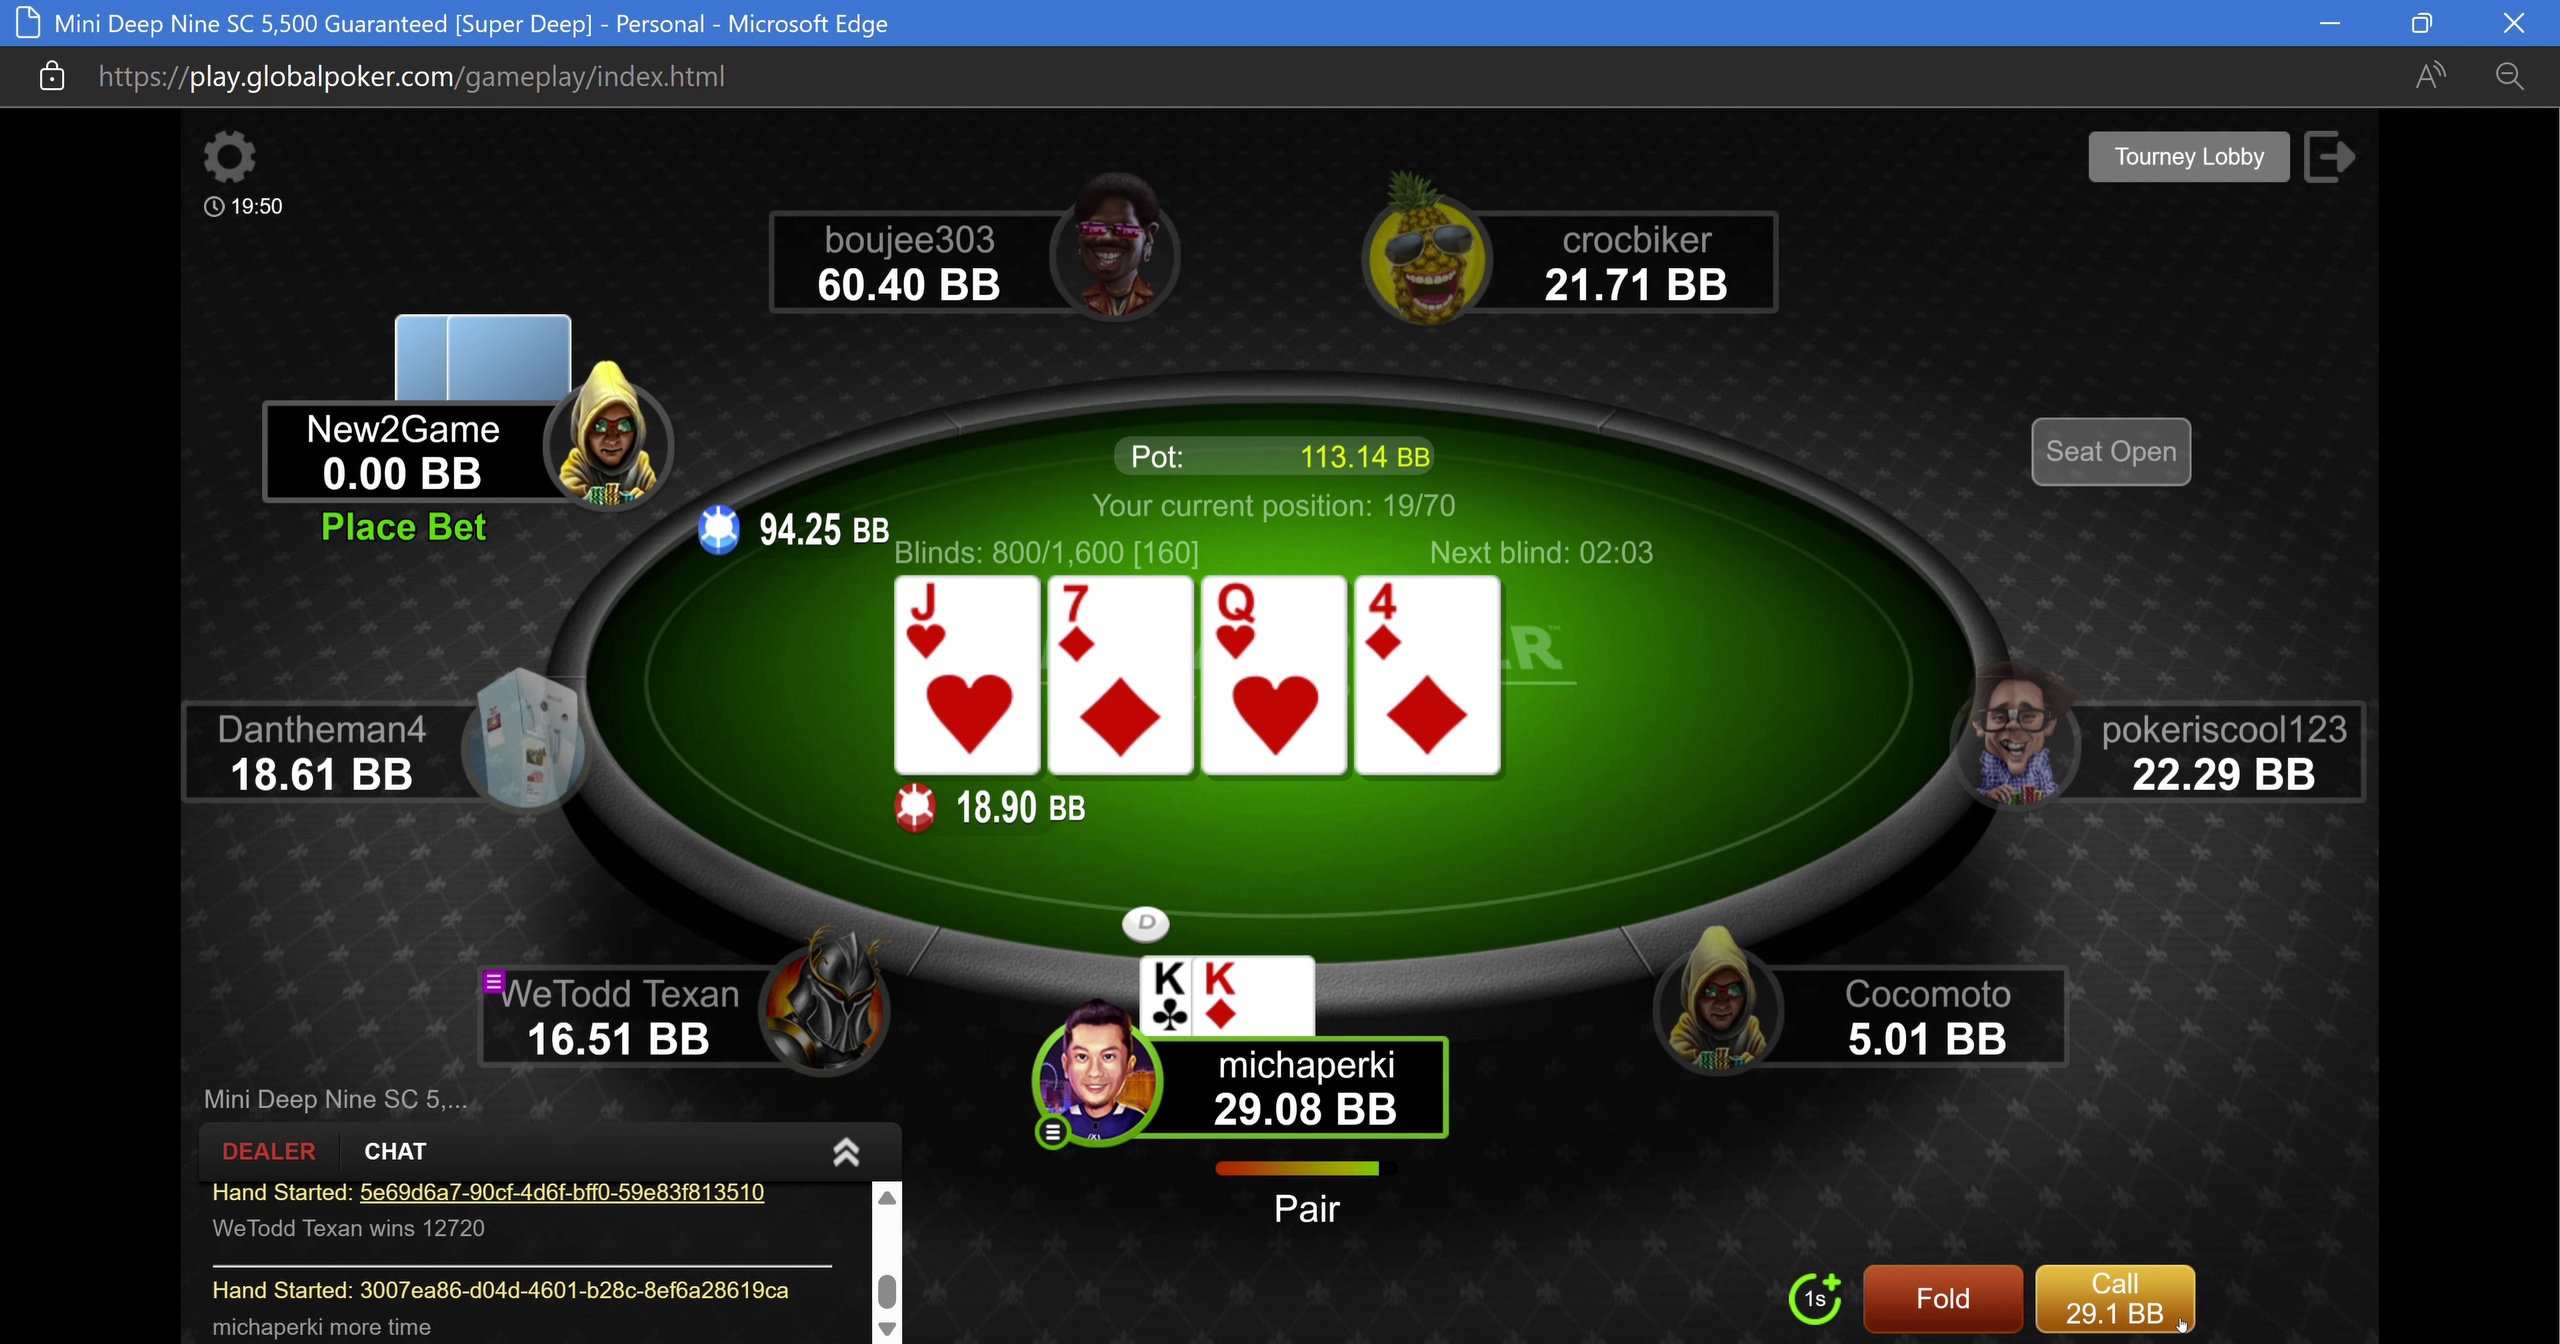 Mini Deep Nine SC 5,500 Guaranteed [Super Deep] - Personal - Microsoft Edge
https://play.globalpoker.com/gameplay/index.html
19:50
Tourney Lobby
boujee303
60.40 BB
crocbiker
21.71 BB
New2Game
0.00 BB
Place Bet
Pot: 113.14 BB
Your current position: 19/70
Seat Open
94.25 BB
Blinds: 800/1,600 [160]
Next blind: 02:03
J
7
Q
4
Dantheman4
18.61 BB
pokeriscool123
22.29 BB
18.90 BB
D
K
K
WeTodd Texan
16.51 BB
Cocomoto
5.01 BB
michaperki
29.08 BB
Mini Deep Nine SC 5,...
DEALER
CHAT
Pair
Hand Started: 5e69d6a7-90cf-4d6f-bff0-59e83f813510
WeTodd Texan wins 12720
Hand Started: 3007ea86-d04d-4601-b28c-8ef6a28619ca
michaperki more time
1s
Fold
Call
29.1 BB